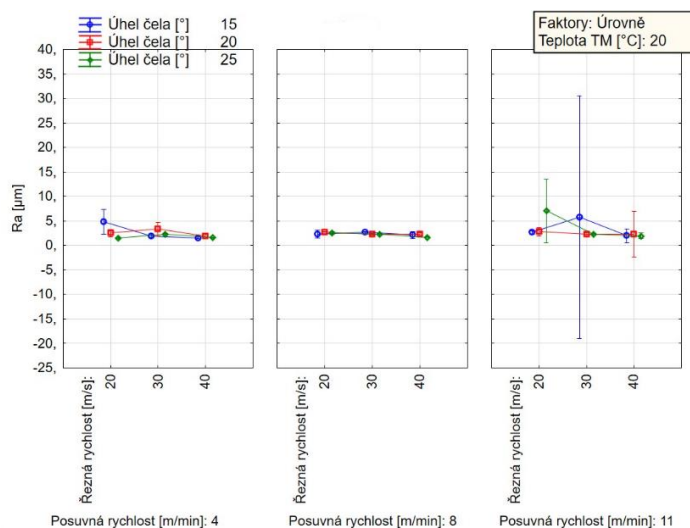 Úhel čela [°] 15
Úhel čela [°] 20
Úhel čela [°] 25
Faktory: Úrovně
Teplota TM [°C]: 20
Ra [µm]
40,
35,
30,
25,
20,
15,
10,
5,
0,
-5,
-10,
-15,
-20,
-25,
Řezná rychlost [m/s]: 20 30 40
Řezná rychlost [m/s]: 20 30 40
Řezná rychlost [m/s]: 20 30 40
Posuvná rychlost [m/min]: 4
Posuvná rychlost [m/min]: 8
Posuvná rychlost [m/min]: 11